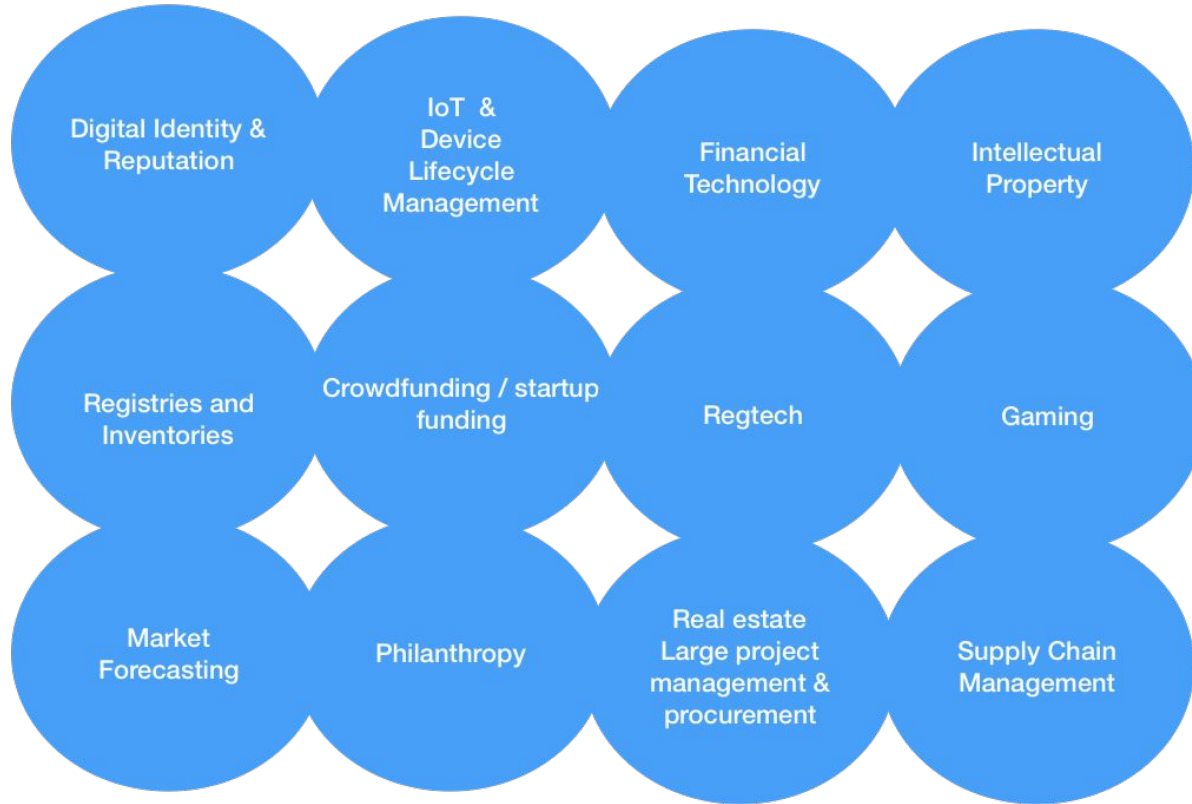 Digital Identity &
Reputation
IoT &
Device
Lifecycle
Management
Financial
Technology
Intellectual
Property
Registries and
Inventories
Crowdfunding / startup
funding
Regtech
Gaming
Market
Forecasting
Philanthropy
Real estate
Large project
management &
procurement
Supply Chain
Management